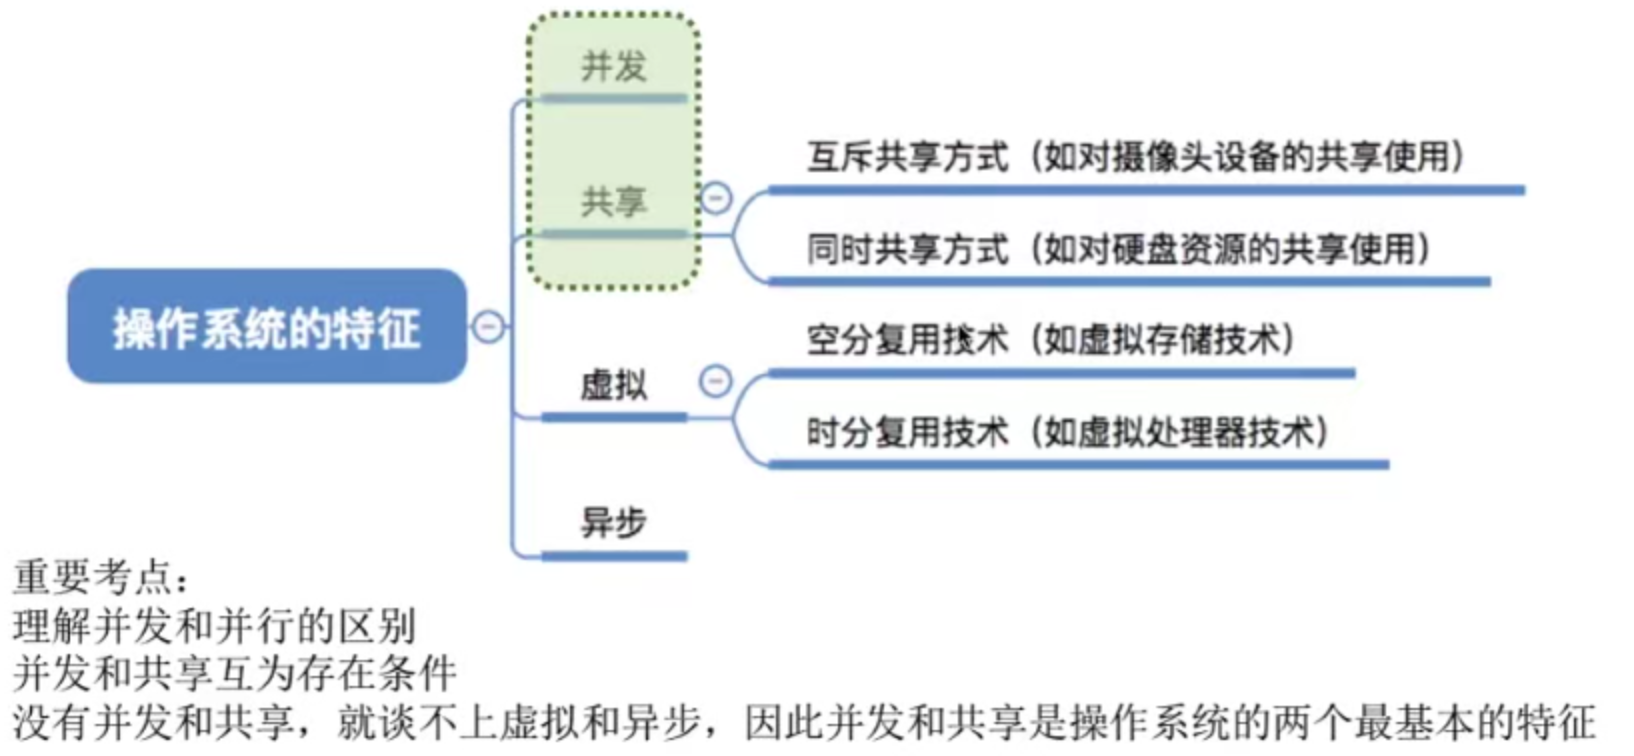 并发
共享
互斥共享方式（如对摄像头设备的共享使用）
同时共享方式（如对硬盘资源的共享使用）
操作系统的特征
虚拟
空分复用技术（如虚拟存储技术）
时分复用技术（如虚拟处理器技术）
异步
重要考点：
理解并发和并行的区别
并发和共享互为存在条件
没有并发和共享，就谈不上虚拟和异步，因此并发和共享是操作系统的两个最基本的特征